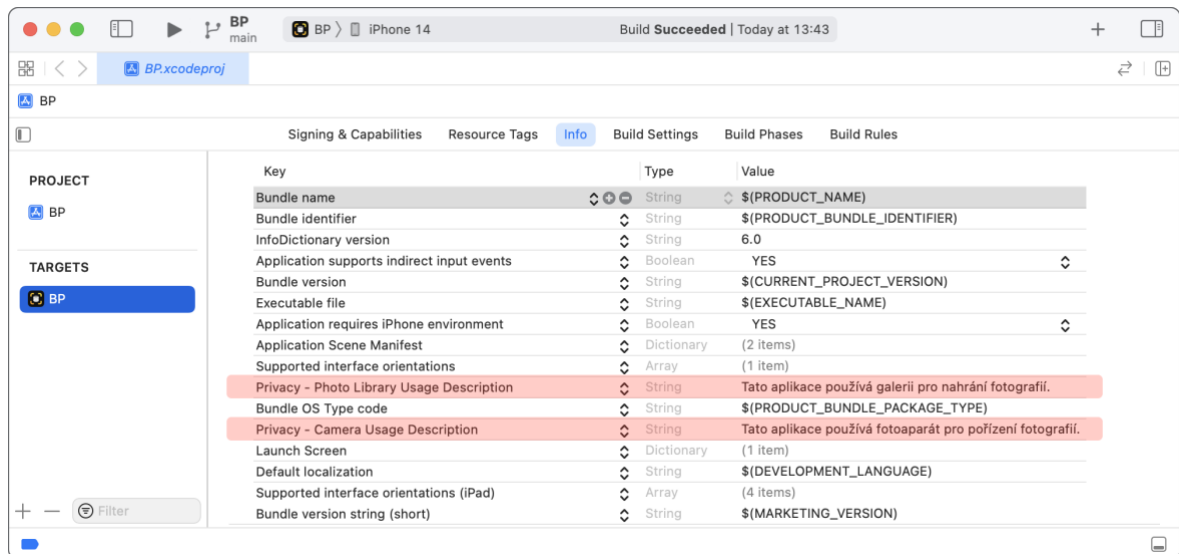 BP
main
BP 〉 iPhone 14
Build Succeeded | Today at 13:43
BP.xcodeproj
BP
Signing & Capabilities Resource Tags Info Build Settings Build Phases Build Rules
PROJECT
BP
TARGETS
BP
Key Type Value
Bundle name String $(PRODUCT_NAME)
Bundle identifier String $(PRODUCT_BUNDLE_IDENTIFIER)
InfoDictionary version String 6.0
Application supports indirect input events Boolean YES
Bundle version String $(CURRENT_PROJECT_VERSION)
Executable file String $(EXECUTABLE_NAME)
Application requires iPhone environment Boolean YES
Application Scene Manifest Dictionary (2 items)
Supported interface orientations Array (1 item)
Privacy - Photo Library Usage Description String Tato aplikace používá galerii pro nahrání fotografií.
Bundle OS Type code String $(PRODUCT_BUNDLE_PACKAGE_TYPE)
Privacy - Camera Usage Description String Tato aplikace používá fotoaparát pro pořízení fotografií.
Launch Screen Dictionary (1 item)
Default localization String $(DEVELOPMENT_LANGUAGE)
Supported interface orientations (iPad) Array (4 items)
Bundle version string (short) String $(MARKETING_VERSION)
Filter